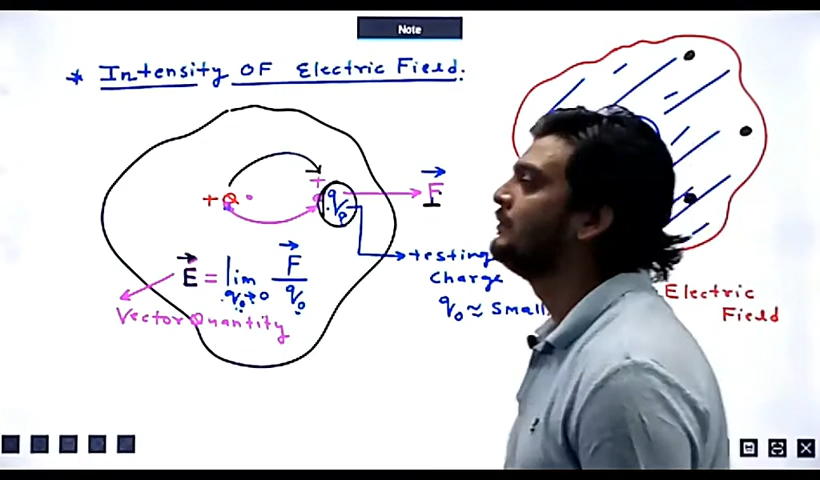 Note
* Intensity OF Electric Field.
+Q
+
q₀
F
testing
Charge
q₀ ≈ Small
E = lim F/q₀
q₀→0
Vector Quantity
Electric
Field